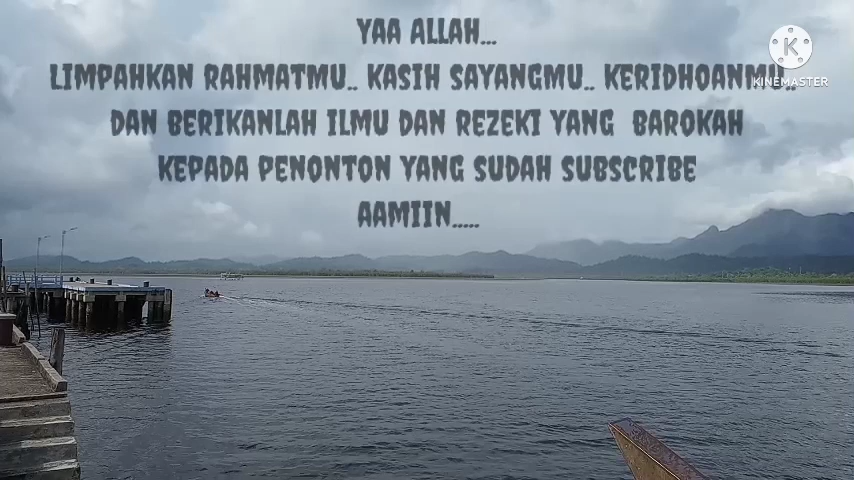 YAA ALLAH...
LIMPAHKAN RAHMATMU.. KASIH SAYANGMU.. KERIDHOANMU..
DAN BERIKANLAH ILMU DAN REZEKI YANG BAROKAH
KEPADA PENONTON YANG SUDAH SUBSCRIBE
AAMIIN.....
K
KINEMASTER